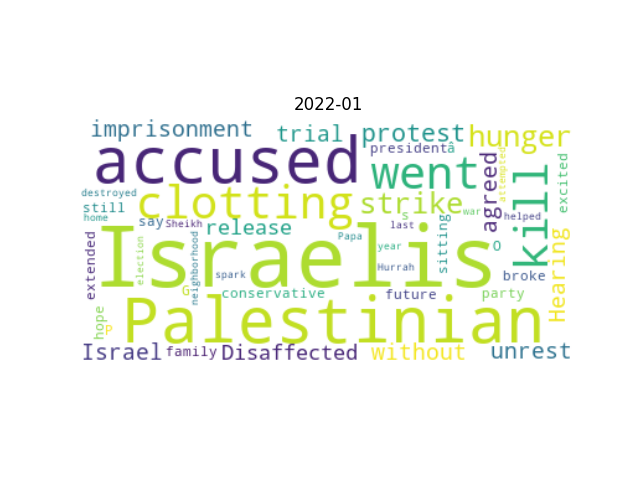 2022-01
imprisonment trial protest hunger
accused presidentâ went agreed attempted kill excited
destroyed clotting strike
still home say Sheikh release Papa s last year war helped
Israelis
extended election neighborhood spark Hurrah sitting O broke Hearing
G conservative future party
hope P Palestinian
Israel family Disaffected without unrest